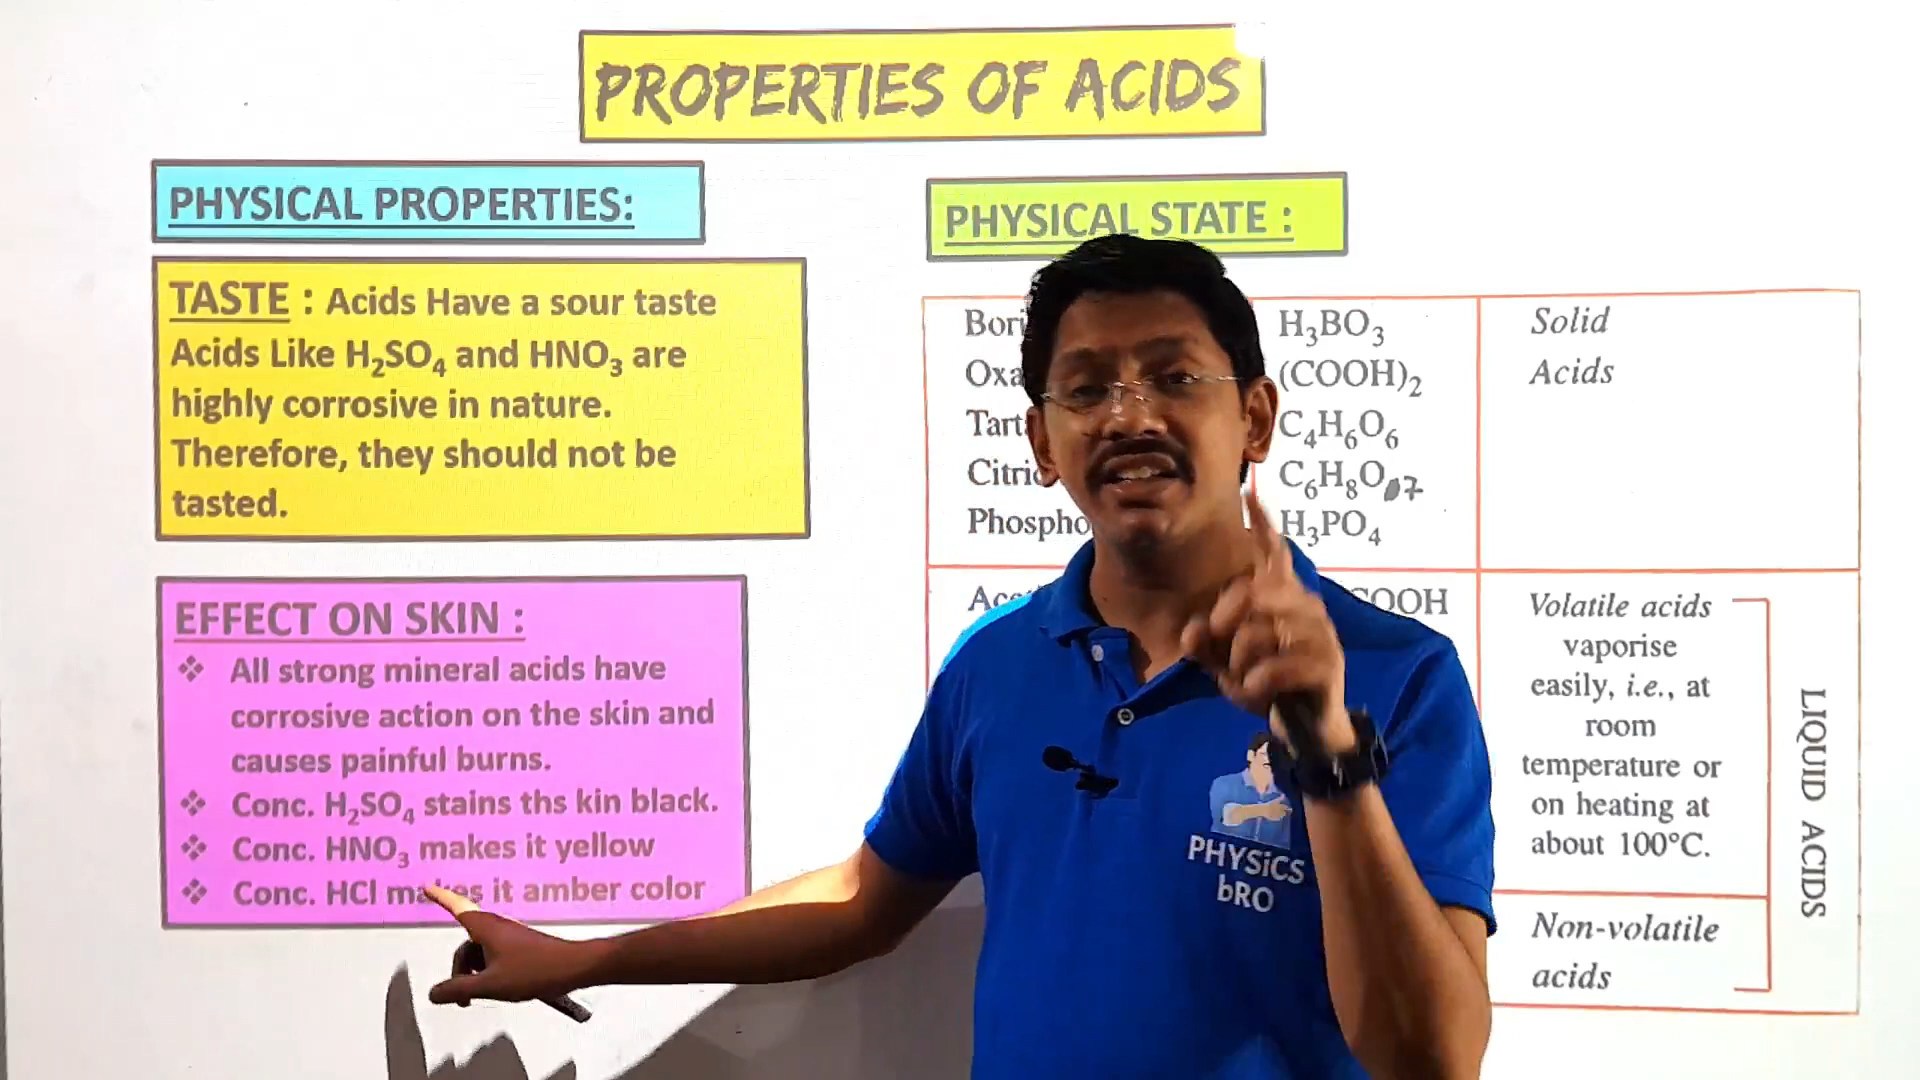 PROPERTIES OF ACIDS
PHYSICAL PROPERTIES:
TASTE : Acids Have a sour taste
Acids Like H₂SO₄ and HNO₃ are
highly corrosive in nature.
Therefore, they should not be
tasted.
EFFECT ON SKIN :
❖ All strong mineral acids have
corrosive action on the skin and
causes painful burns.
❖ Conc. H₂SO₄ stains ths kin black.
❖ Conc. HNO₃ makes it yellow
❖ Conc. HCl makes it amber color
PHYSICAL STATE :
H₃BO₃ Solid
(COOH)₂ Acids
C₄H₆O₆
C₆H₈O₇
H₃PO₄
COOH
Volatile acids
vaporise
easily, i.e., at
room
temperature or
on heating at
about 100°C.
Non-volatile
acids
LIQUID ACIDS
PHYSiCS
bRO